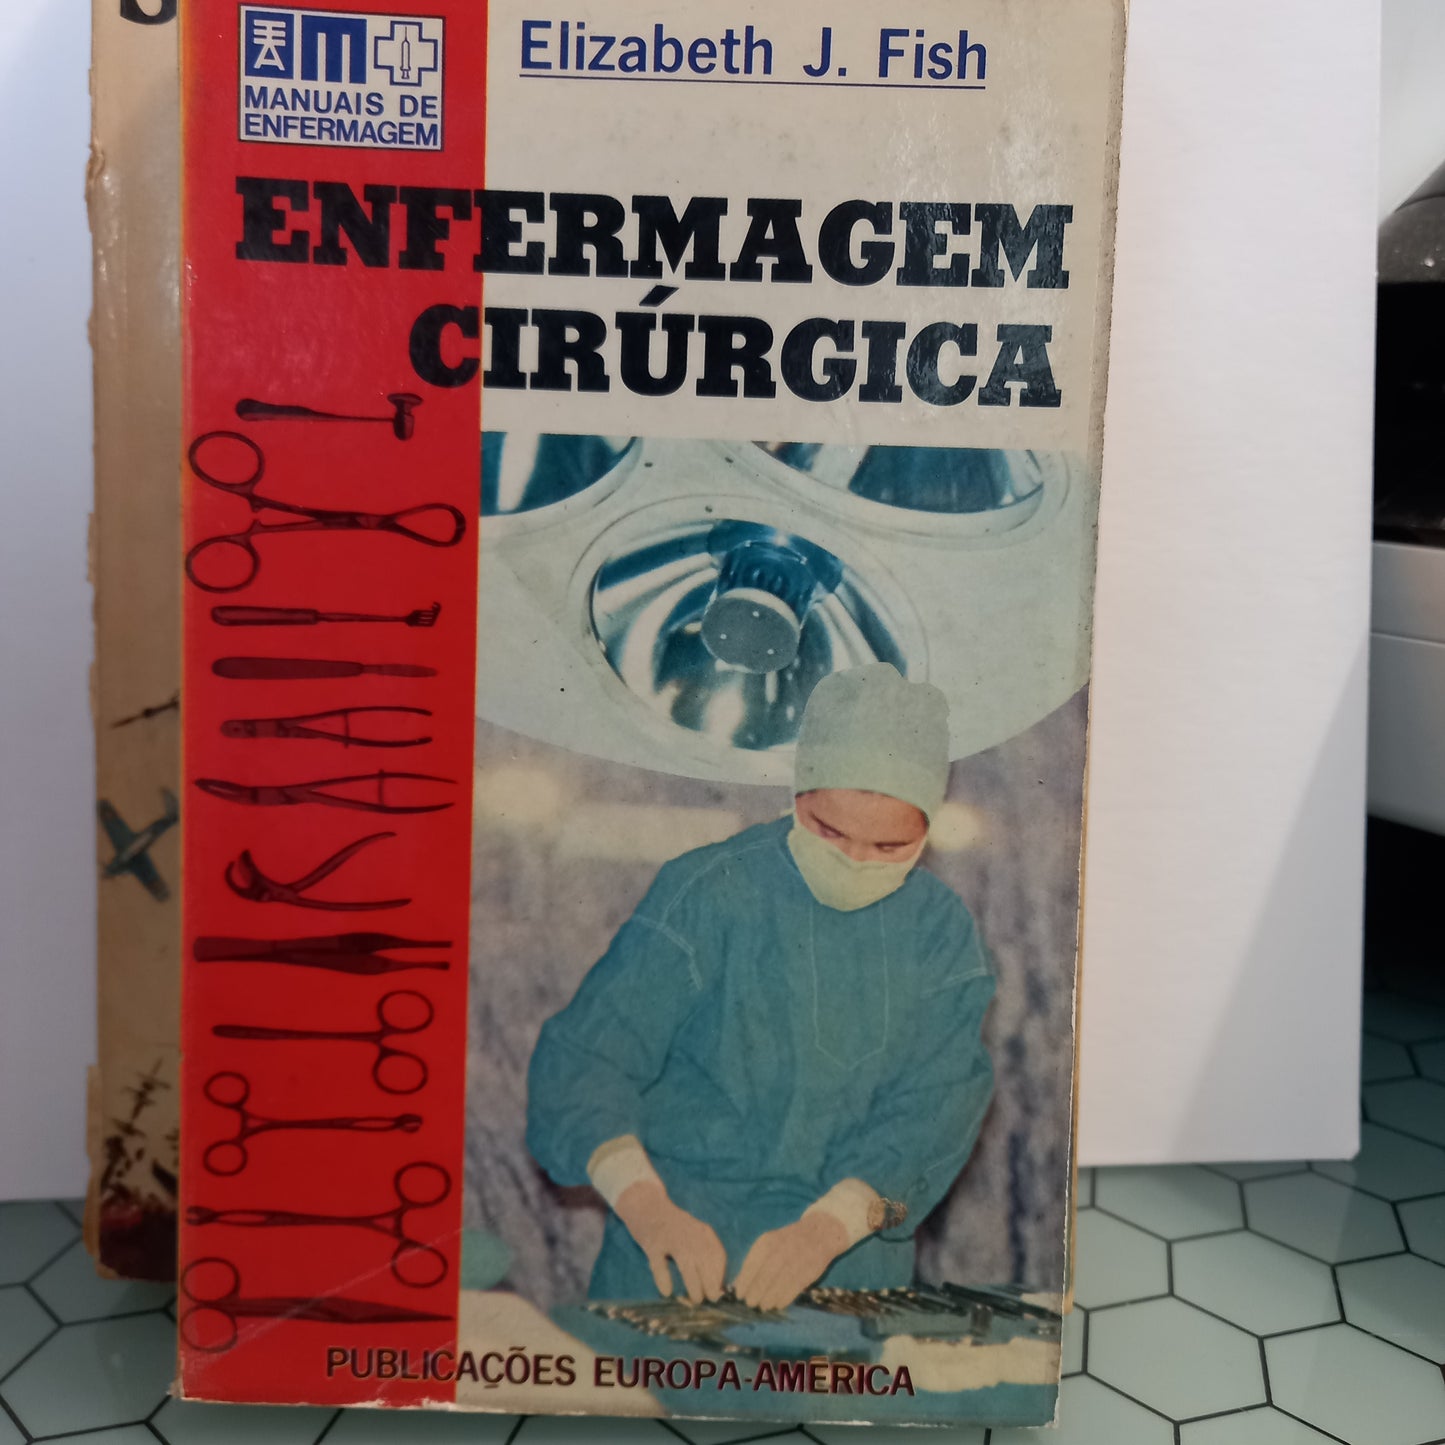 MANUAIS DE
ENFERMAGEM
Elizabeth J. Fish
ENFERMAGEM
CIRÚRGICA
PUBLICAÇÕES EUROPA-AMÉRICA